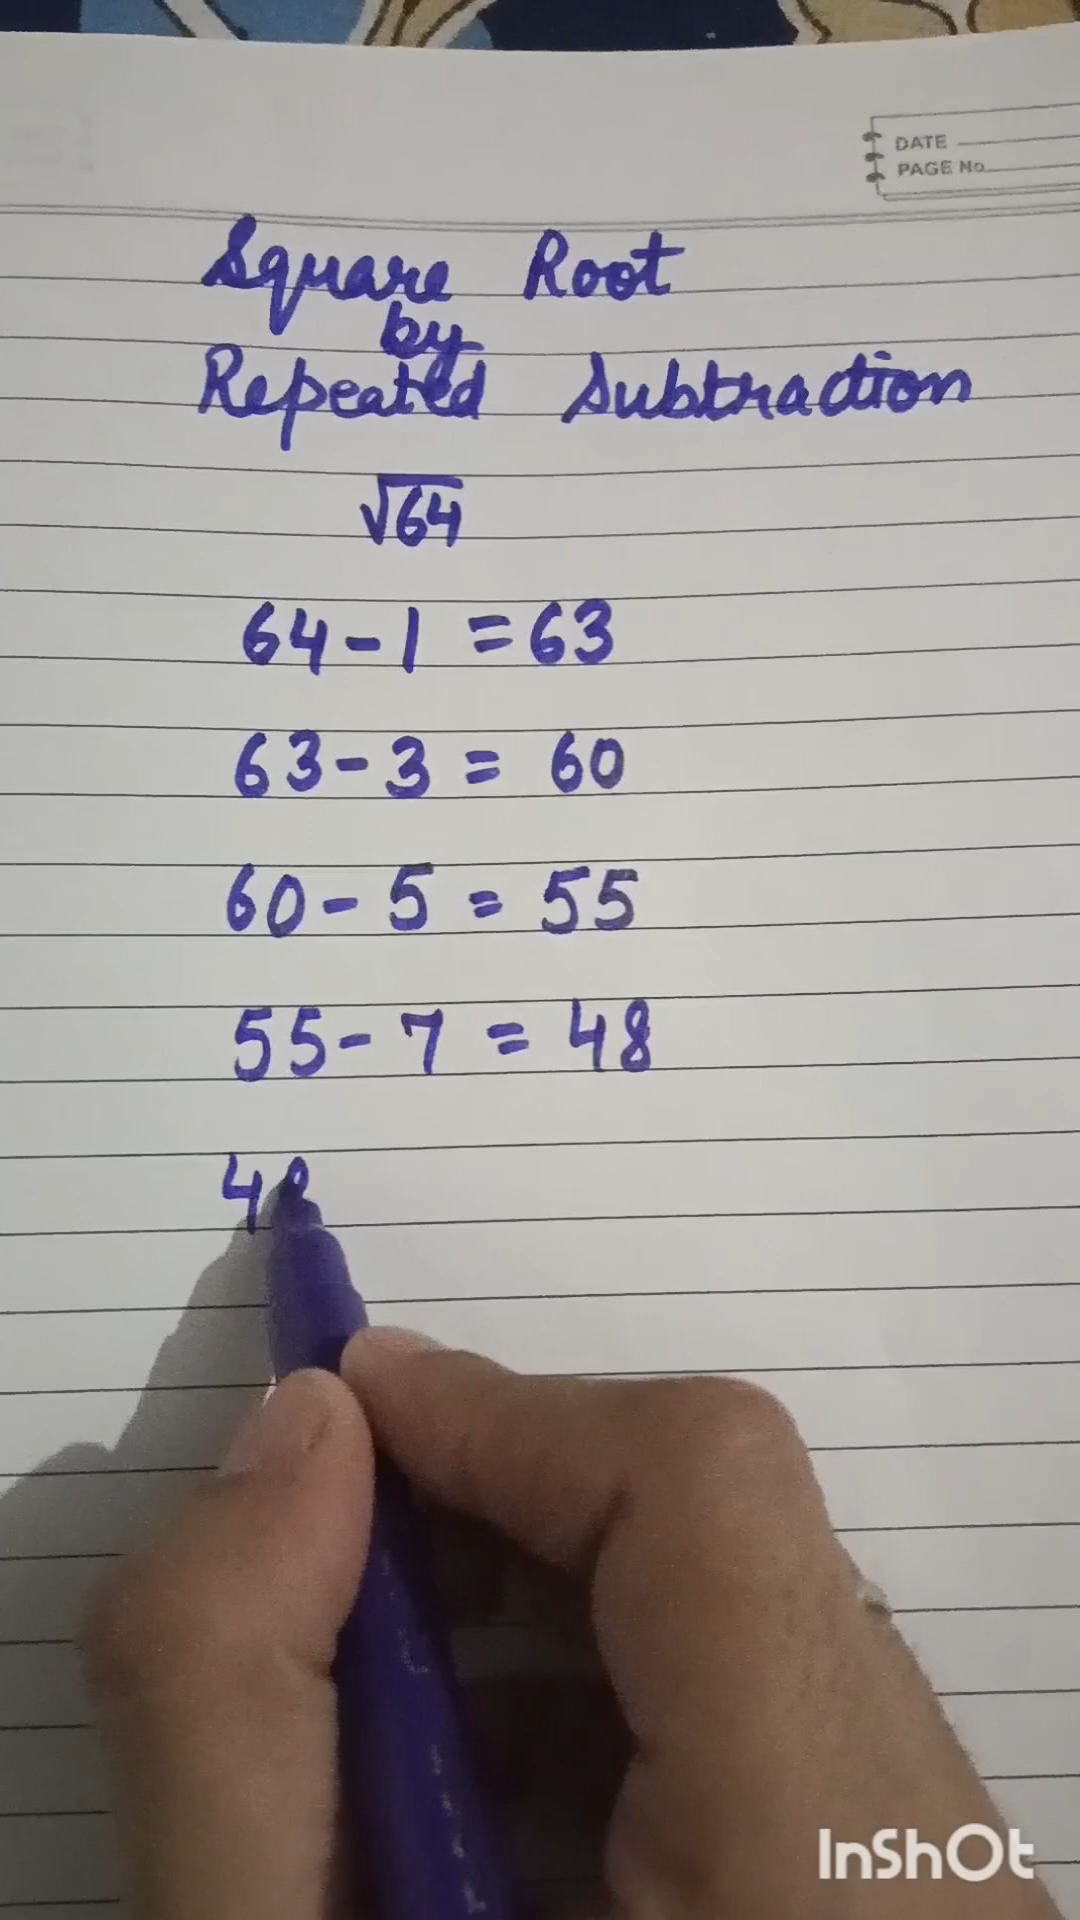 DATE
PAGE No.
Square Root
by
Repeated Subtraction
√64
64 - 1 = 63
63 - 3 = 60
60 - 5 = 55
55 - 7 = 48
48
InShOt